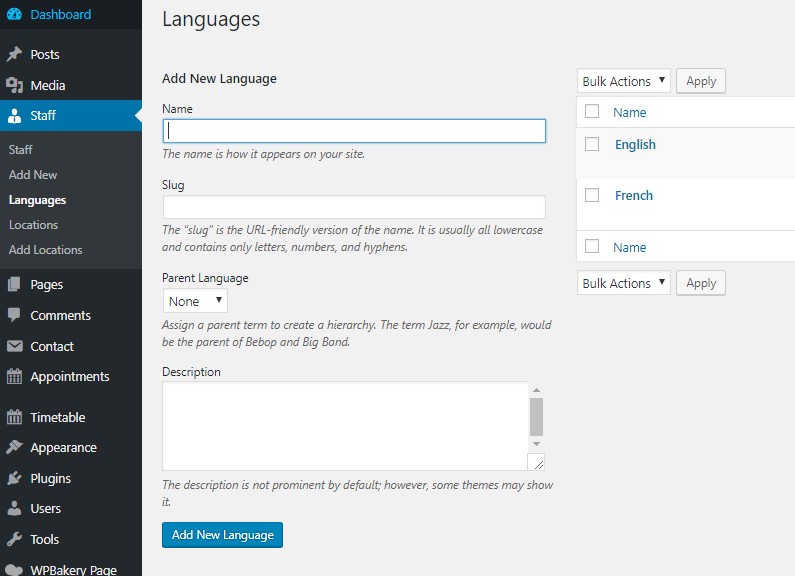 Dashboard
Posts
Media
Staff
Staff
Add New
Languages
Locations
Add Locations
Pages
Comments
Contact
Appointments
Timetable
Appearance
Plugins
Users
Tools
WPBakery Page
Languages
Add New Language
Name
The name is how it appears on your site.
Slug
The “slug” is the URL-friendly version of the name. It is usually all lowercase
and contains only letters, numbers, and hyphens.
Parent Language
None
Assign a parent term to create a hierarchy. The term Jazz, for example, would
be the parent of Bebop and Big Band.
Description
The description is not prominent by default; however, some themes may show
it.
Add New Language
Bulk Actions Apply
Name
English
French
Name
Bulk Actions Apply